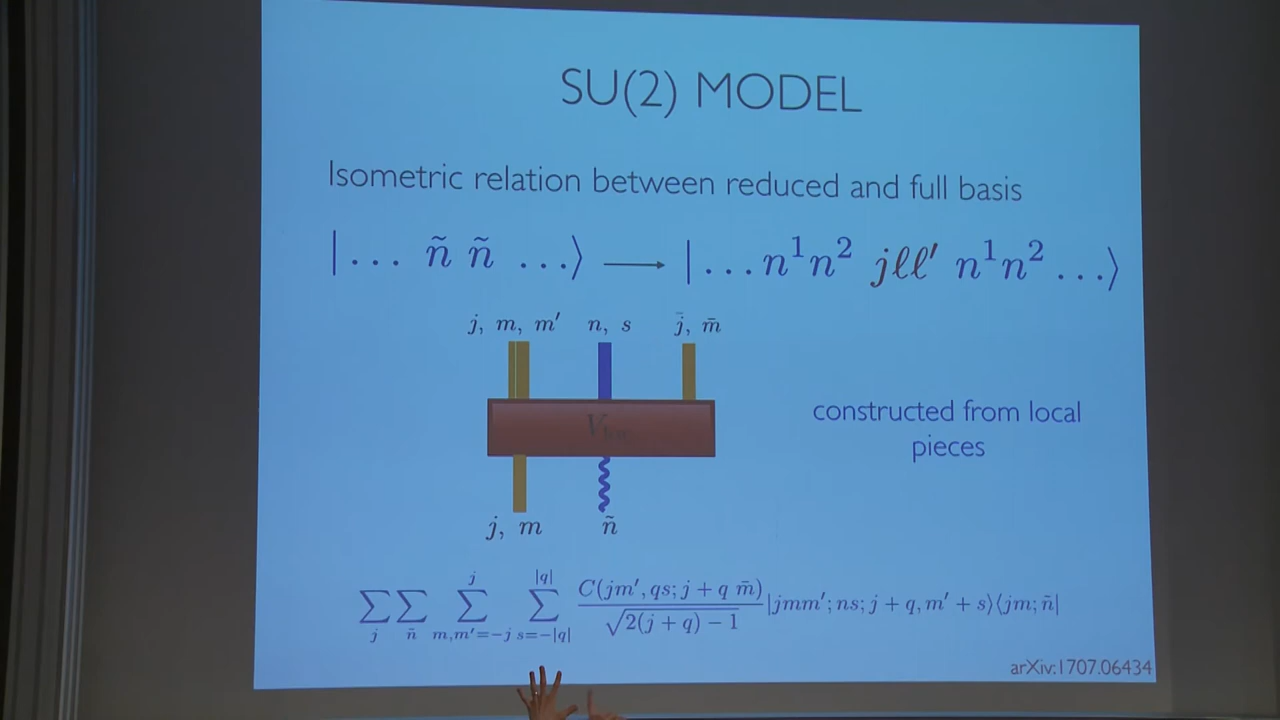 SU(2) MODEL
Isometric relation between reduced and full basis
|... ñ ñ ...⟩ ⟶ |...n¹n² jℓℓ′ n¹n² ...⟩
j, m, m′ n, s j̄, m̄
constructed from local
pieces
j, m ñ
∑_j ∑_ñ ∑_{m,m′=−j}^{j} ∑_{s=−|q|}^{|q|} C(jm′, qs; j + q m̄)/√(2(j + q) − 1) |jmm′; ns; j + q, m′ + s⟩⟨jm; ñ|
arXiv:1707.06434